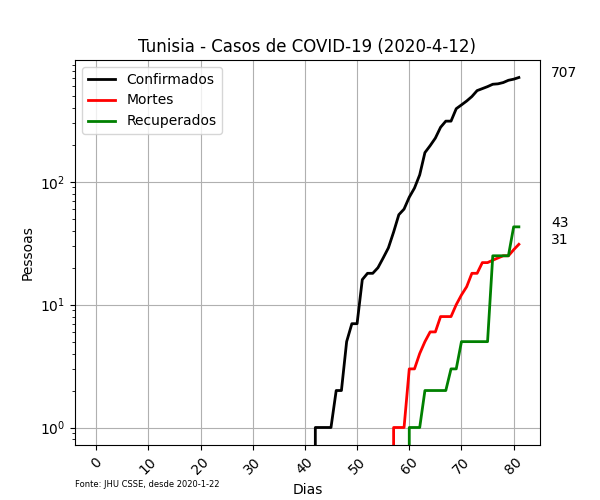 Tunisia - Casos de COVID-19 (2020-4-12)
Confirmados
Mortes
Recuperados
707
43
31
Pessoas
10²
10¹
10⁰
0 10 20 30 40 50 60 70 80
Dias
Fonte: JHU CSSE, desde 2020-1-22